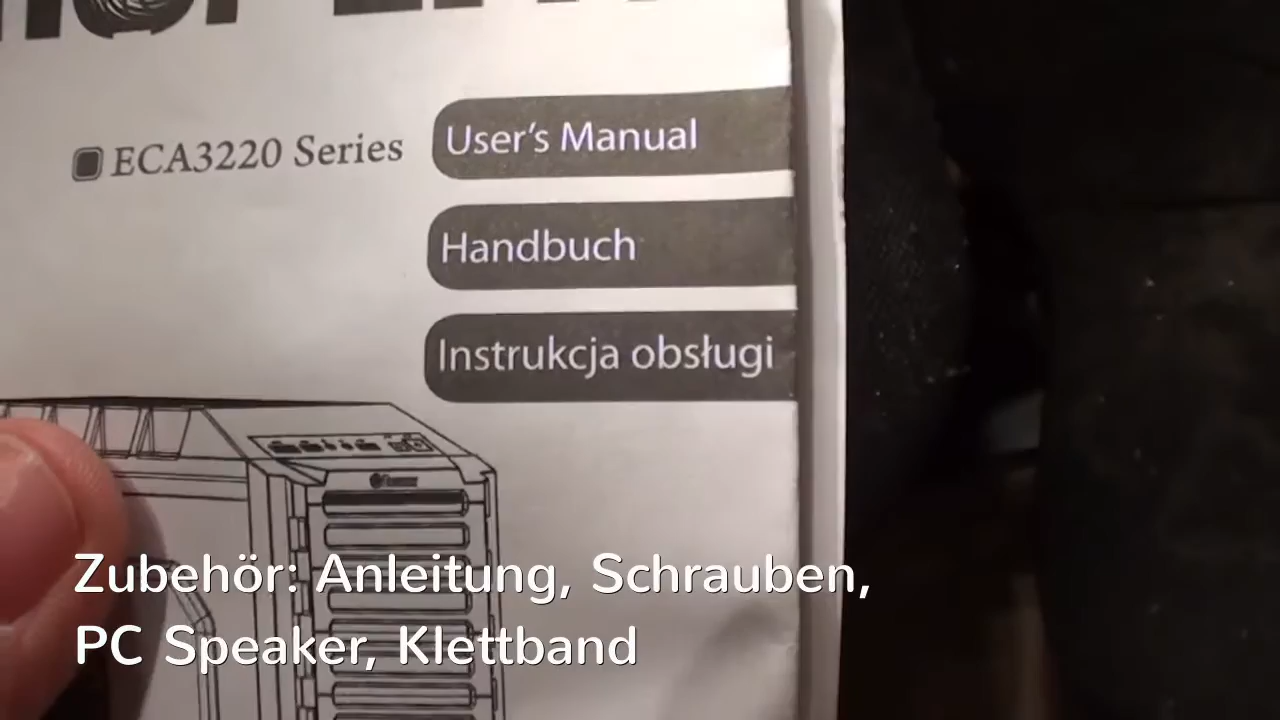 ECA3220 Series
User's Manual
Handbuch
Instrukcja obsługi
Zubehör: Anleitung, Schrauben,
PC Speaker, Klettband